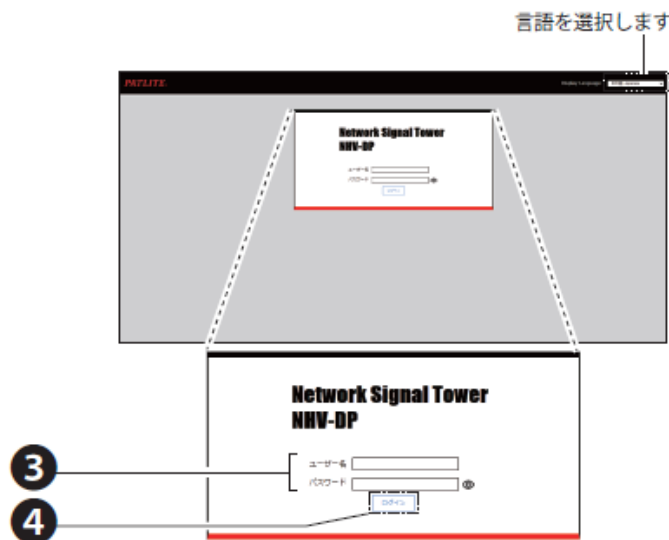 言語を選択します
PATLITE
Display Language
Network Signal Tower
NHV-DP
ユーザー名
パスワード
ログイン
Network Signal Tower
NHV-DP
3
ユーザー名
パスワード
4
ログイン